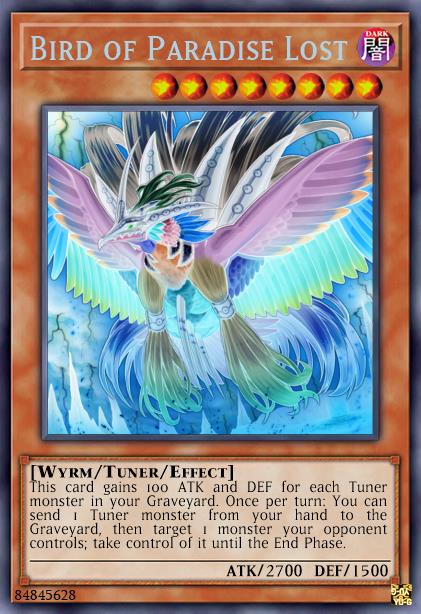 BIRD OF PARADISE LOST
DARK
闇
[WYRM/TUNER/EFFECT]
This card gains 100 ATK and DEF for each Tuner
monster in your Graveyard. Once per turn: You can
send 1 Tuner monster from your hand to the
Graveyard, then target 1 monster your opponent
controls; take control of it until the End Phase.
ATK/2700 DEF/1500
84845628